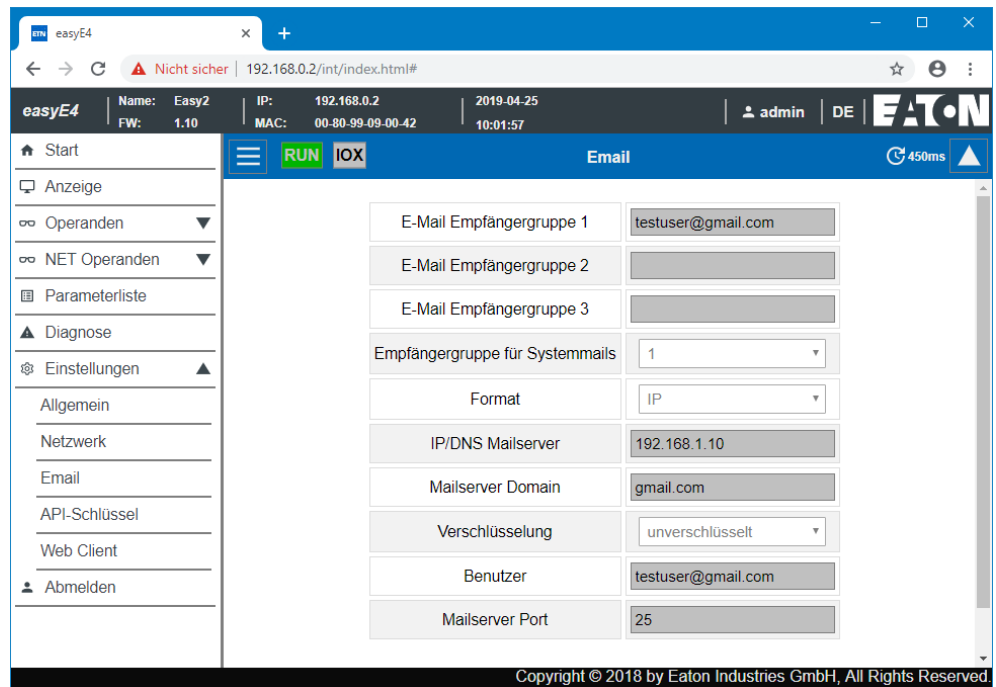 ETN easyE4
Nicht sicher | 192.168.0.2/int/index.html#
easyE4 Name: Easy2 IP: 192.168.0.2 2019-04-25 admin DE EATON
FW: 1.10 MAC: 00-80-99-09-00-42 10:01:57
Start
RUN IOX Email 450ms
Anzeige
Operanden
NET Operanden
Parameterliste
Diagnose
Einstellungen
Allgemein
Netzwerk
Email
API-Schlüssel
Web Client
Abmelden
E-Mail Empfängergruppe 1 testuser@gmail.com
E-Mail Empfängergruppe 2
E-Mail Empfängergruppe 3
Empfängergruppe für Systemmails 1
Format IP
IP/DNS Mailserver 192.168.1.10
Mailserver Domain gmail.com
Verschlüsselung unverschlüsselt
Benutzer testuser@gmail.com
Mailserver Port 25
Copyright © 2018 by Eaton Industries GmbH, All Rights Reserved.